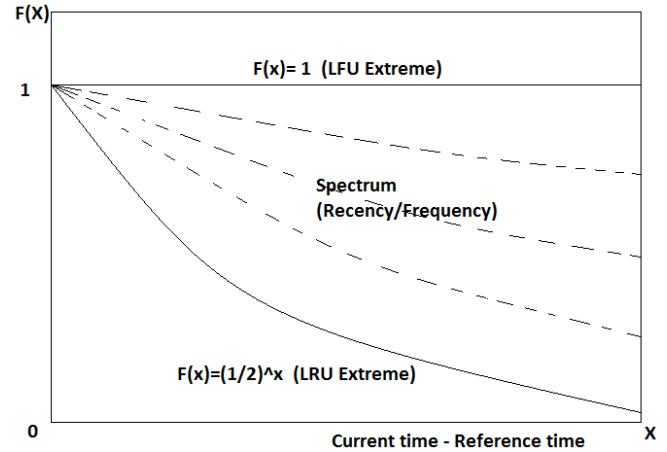 F(X)
F(x)= 1  (LFU Extreme)
1
Spectrum
(Recency/Frequency)
F(x)=(1/2)^x  (LRU Extreme)
0
X
Current time - Reference time